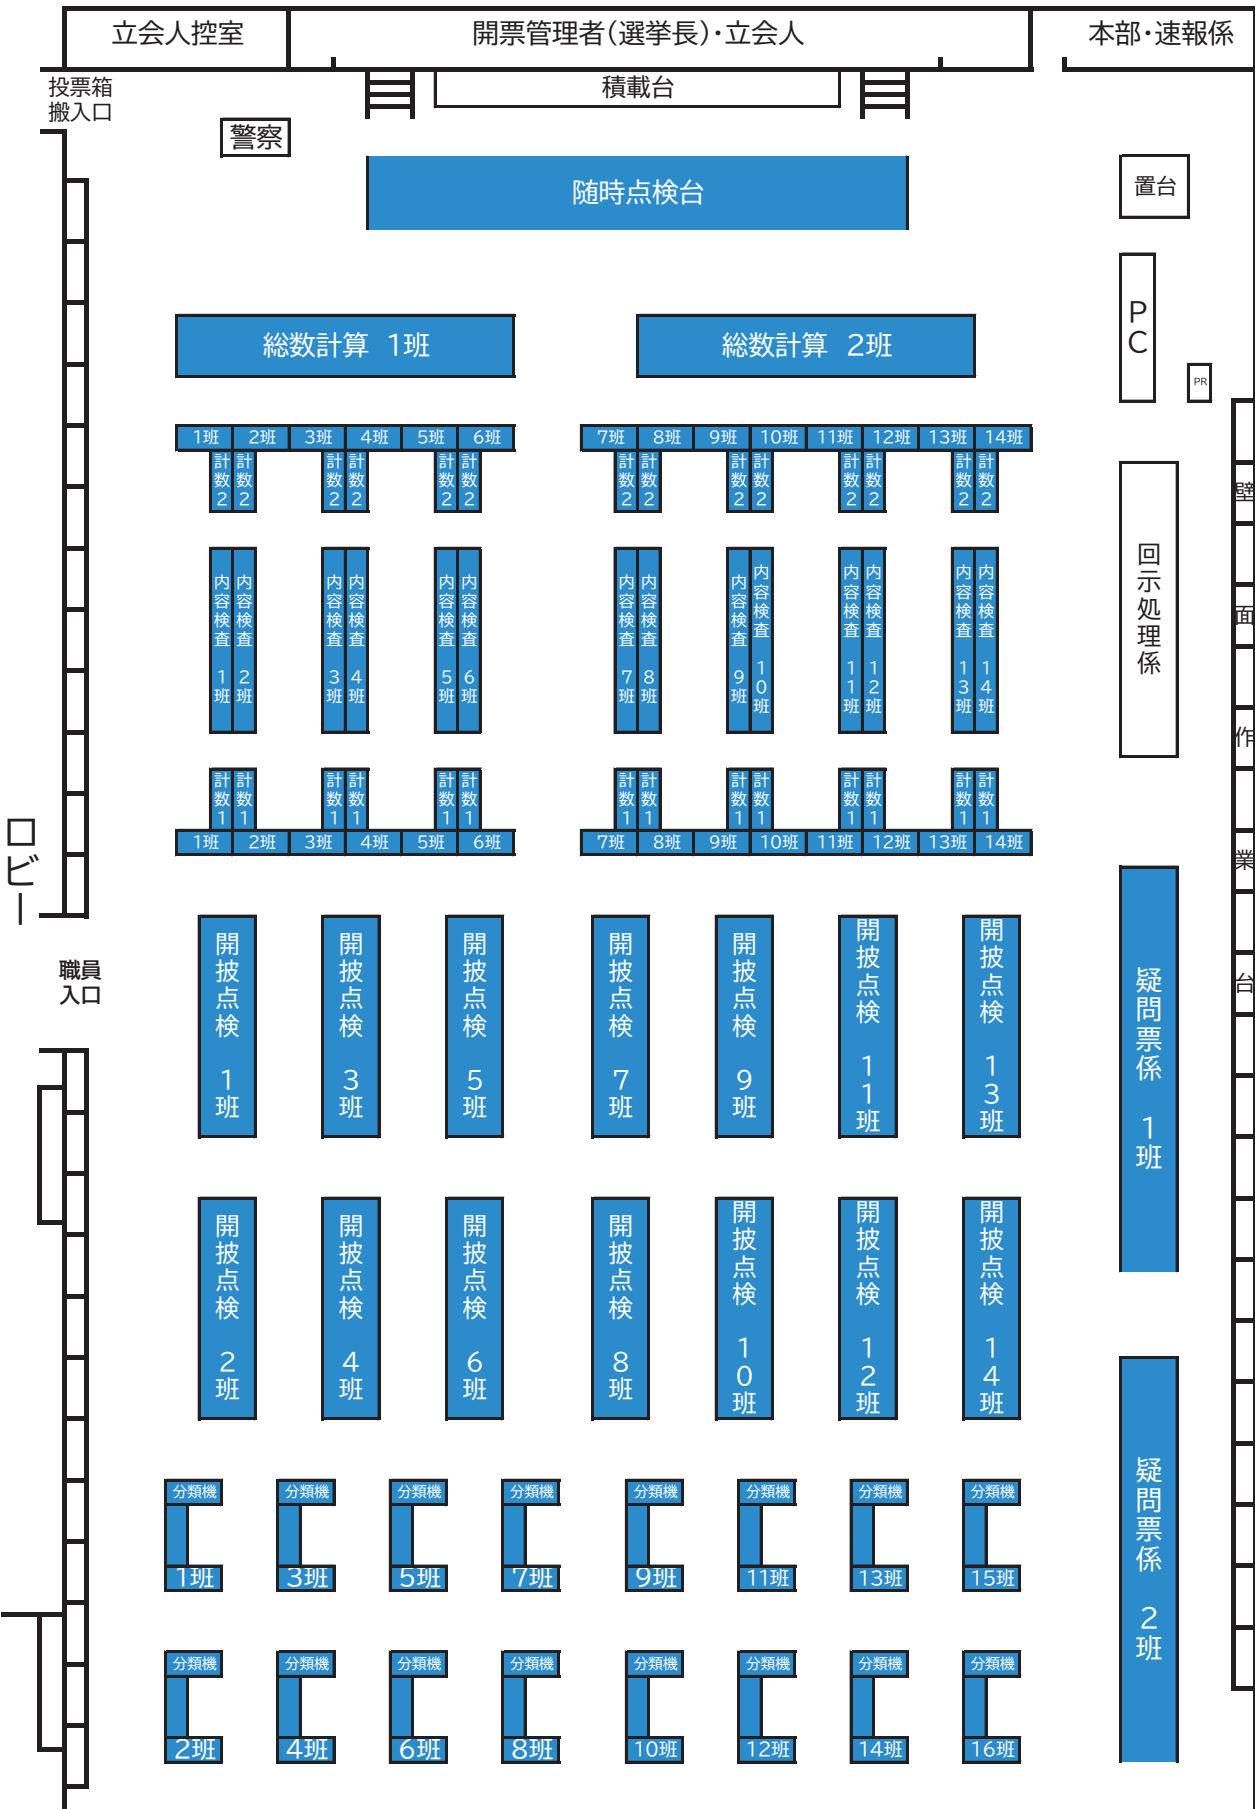 立会人控室
開票管理者(選挙長)・立会人
本部・速報係
投票箱
搬入口
積載台
警察
随時点検台
置台
PC
PR
総数計算 1班
総数計算 2班
1班 2班 3班 4班 5班 6班
7班 8班 9班 10班 11班 12班 13班 14班
計数2 計数2 計数2 計数2 計数2 計数2
計数2 計数2 計数2 計数2 計数2 計数2 計数2 計数2
回示処理係
壁面作業台
内容検査 1班
内容検査 2班
内容検査 3班
内容検査 4班
内容検査 5班
内容検査 6班
内容検査 7班
内容検査 8班
内容検査 9班
内容検査 10班
内容検査 11班
内容検査 12班
内容検査 13班
内容検査 14班
計数1 計数1 計数1 計数1 計数1 計数1
計数1 計数1 計数1 計数1 計数1 計数1 計数1 計数1
1班 2班 3班 4班 5班 6班
7班 8班 9班 10班 11班 12班 13班 14班
ロビー
職員
入口
開披点検 1班
開披点検 3班
開披点検 5班
開披点検 7班
開披点検 9班
開披点検 11班
開披点検 13班
疑問票係 1班
開披点検 2班
開披点検 4班
開披点検 6班
開披点検 8班
開披点検 10班
開披点検 12班
開披点検 14班
疑問票係 2班
分類機 分類機 分類機 分類機 分類機 分類機 分類機 分類機
1班 3班 5班 7班 9班 11班 13班 15班
分類機 分類機 分類機 分類機 分類機 分類機 分類機 分類機
2班 4班 6班 8班 10班 12班 14班 16班